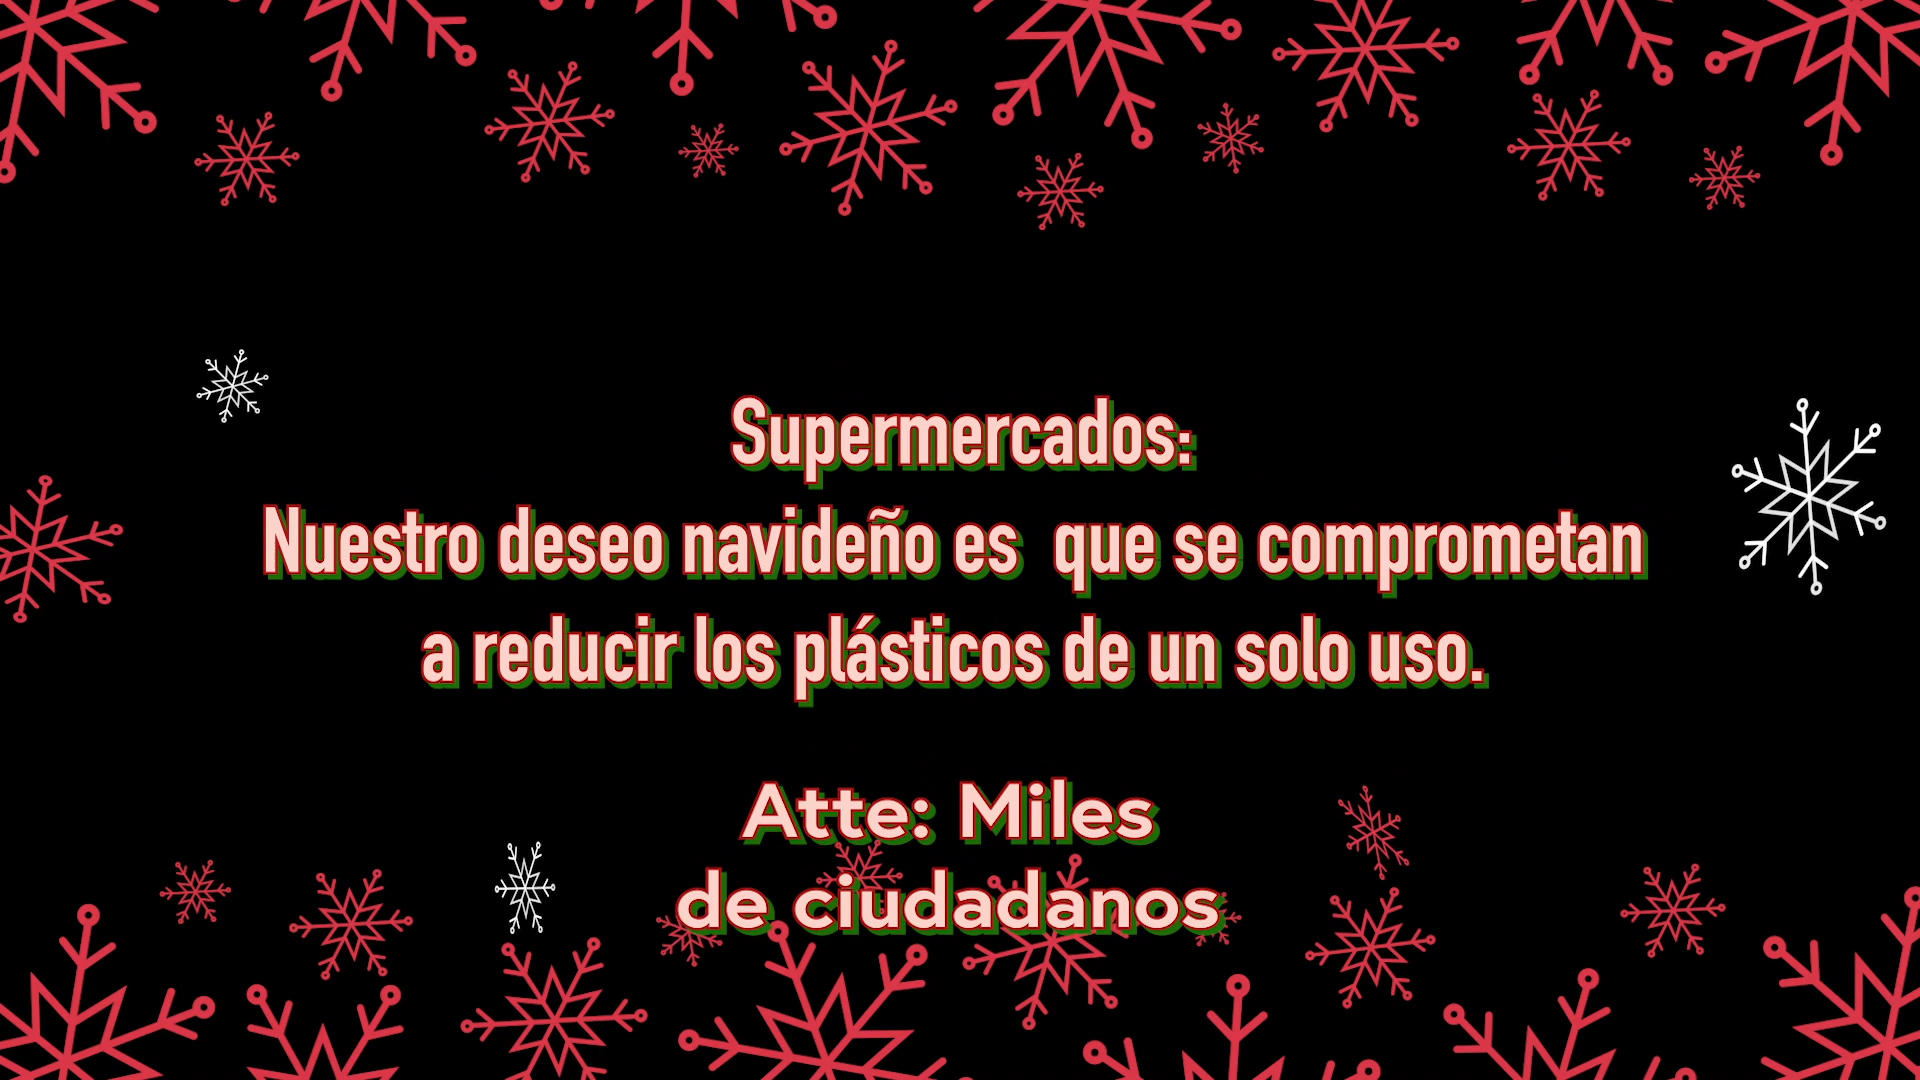 Supermercados:
Nuestro deseo navideño es  que se comprometan
a reducir los plásticos de un solo uso.
Atte: Miles
de ciudadanos